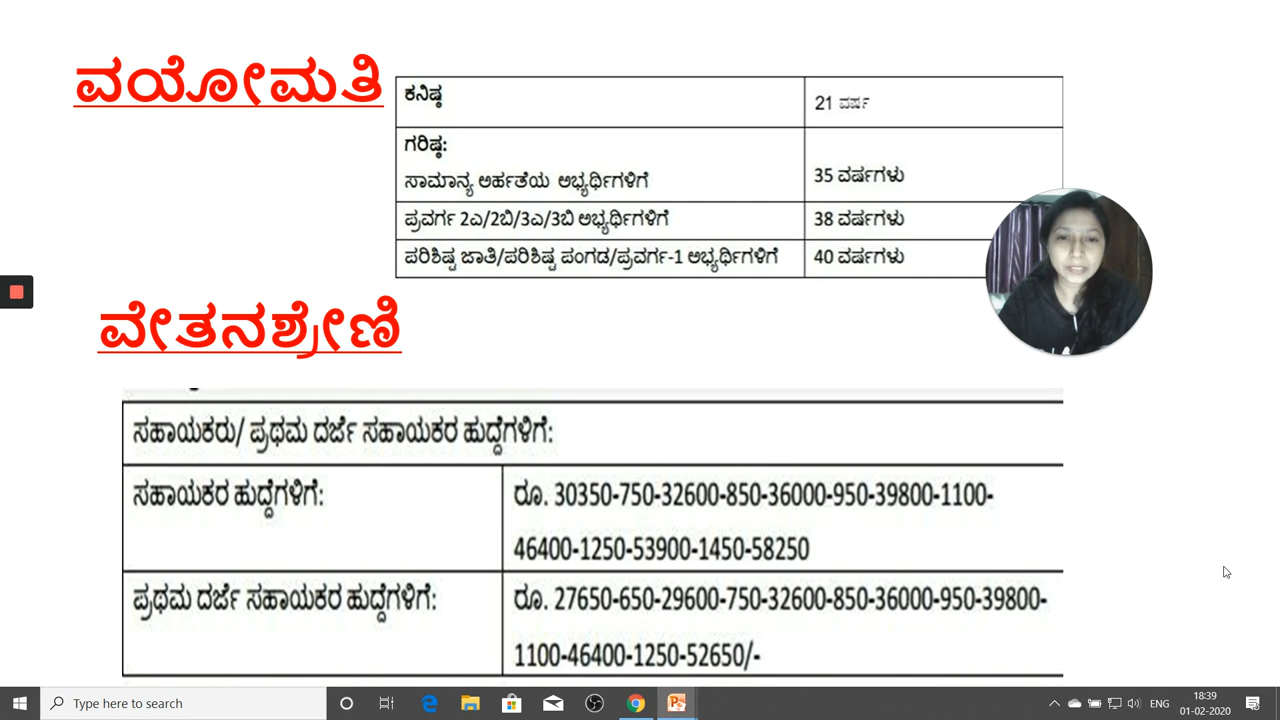 ವಯೋಮತಿ
ಕನಿಷ್ಠ 21 ವರ್ಷ
ಗರಿಷ್ಠ:
ಸಾಮಾನ್ಯ ಅರ್ಹತೆಯ ಅಭ್ಯರ್ಥಿಗಳಿಗೆ 35 ವರ್ಷಗಳು
ಪ್ರವರ್ಗ 2ಎ/2ಬಿ/3ಎ/3ಬಿ ಅಭ್ಯರ್ಥಿಗಳಿಗೆ 38 ವರ್ಷಗಳು
ಪರಿಶಿಷ್ಟ ಜಾತಿ/ಪರಿಶಿಷ್ಟ ಪಂಗಡ/ಪ್ರವರ್ಗ-1 ಅಭ್ಯರ್ಥಿಗಳಿಗೆ 40 ವರ್ಷಗಳು
ವೇತನಶ್ರೇಣಿ
ಸಹಾಯಕರು/ ಪ್ರಥಮ ದರ್ಜೆ ಸಹಾಯಕರ ಹುದ್ದೆಗಳಿಗೆ:
ಸಹಾಯಕರ ಹುದ್ದೆಗಳಿಗೆ: ರೂ. 30350-750-32600-850-36000-950-39800-1100-
46400-1250-53900-1450-58250
ಪ್ರಥಮ ದರ್ಜೆ ಸಹಾಯಕರ ಹುದ್ದೆಗಳಿಗೆ: ರೂ. 27650-650-29600-750-32600-850-36000-950-39800-
1100-46400-1250-52650/-
Type here to search
ENG
18:39
01-02-2020